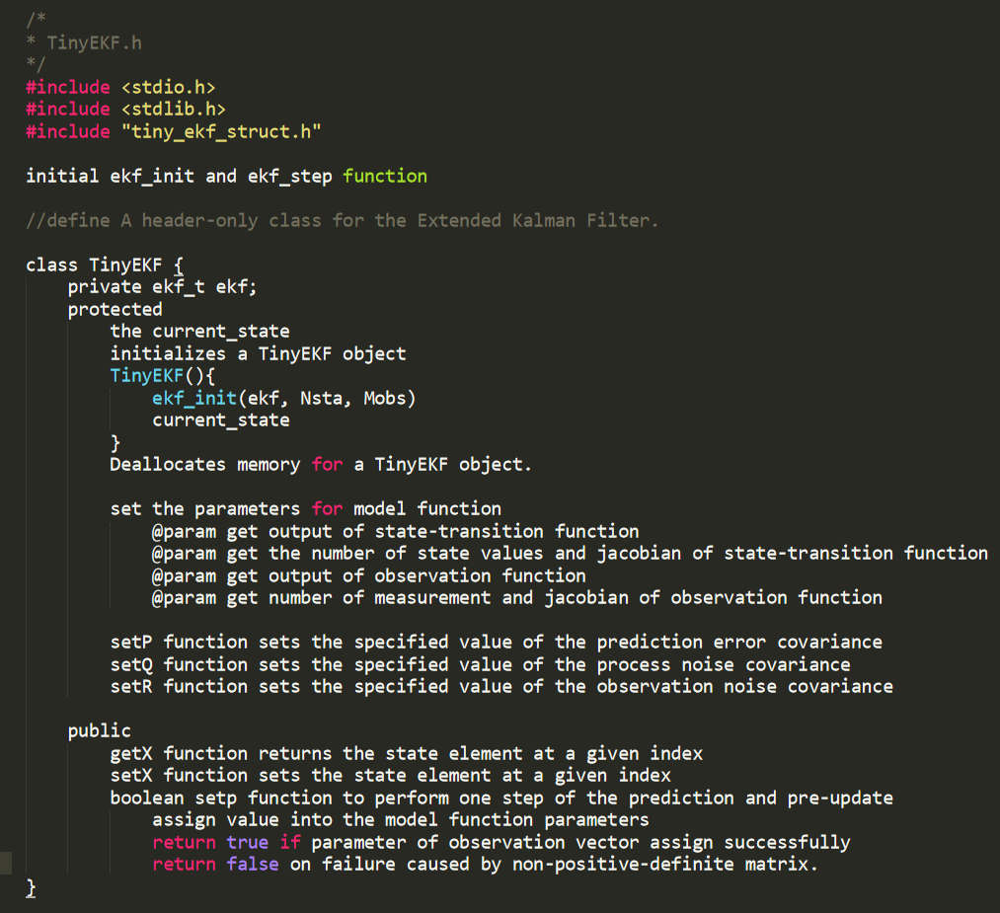 /*
* TinyEKF.h
*/
#include <stdio.h>
#include <stdlib.h>
#include "tiny_ekf_struct.h"
initial ekf_init and ekf_step function
//define A header-only class for the Extended Kalman Filter.
class TinyEKF {
private ekf_t ekf;
protected
the current_state
initializes a TinyEKF object
TinyEKF(){
ekf_init(ekf, Nsta, Mobs)
current_state
}
Deallocates memory for a TinyEKF object.
set the parameters for model function
@param get output of state-transition function
@param get the number of state values and jacobian of state-transition function
@param get output of observation function
@param get number of measurement and jacobian of observation function
setP function sets the specified value of the prediction error covariance
setQ function sets the specified value of the process noise covariance
setR function sets the specified value of the observation noise covariance
public
getX function returns the state element at a given index
setX function sets the state element at a given index
boolean setp function to perform one step of the prediction and pre-update
assign value into the model function parameters
return true if parameter of observation vector assign successfully
return false on failure caused by non-positive-definite matrix.
}